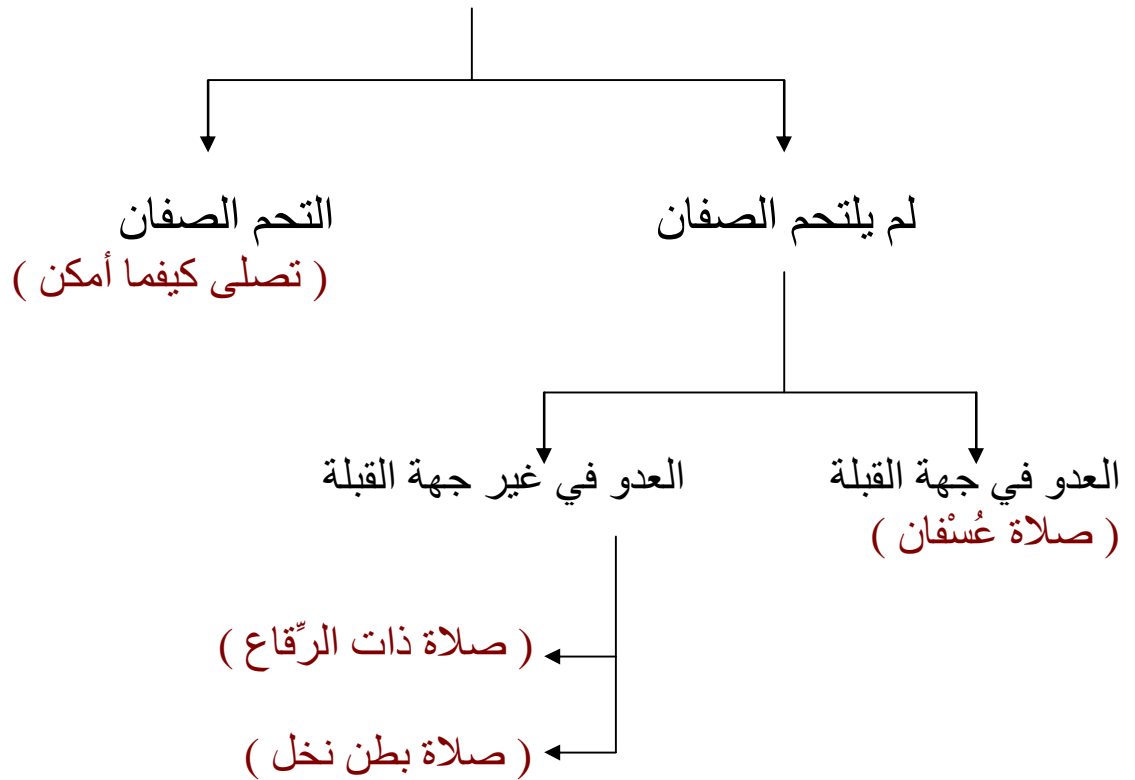 لم يلتحم الصفان
التحم الصفان
( تصلى كيفما أمكن )
العدو في جهة القبلة
( صلاة عُسْفان )
العدو في غير جهة القبلة
( صلاة ذات الرِّقاع )
( صلاة بطن نخل )